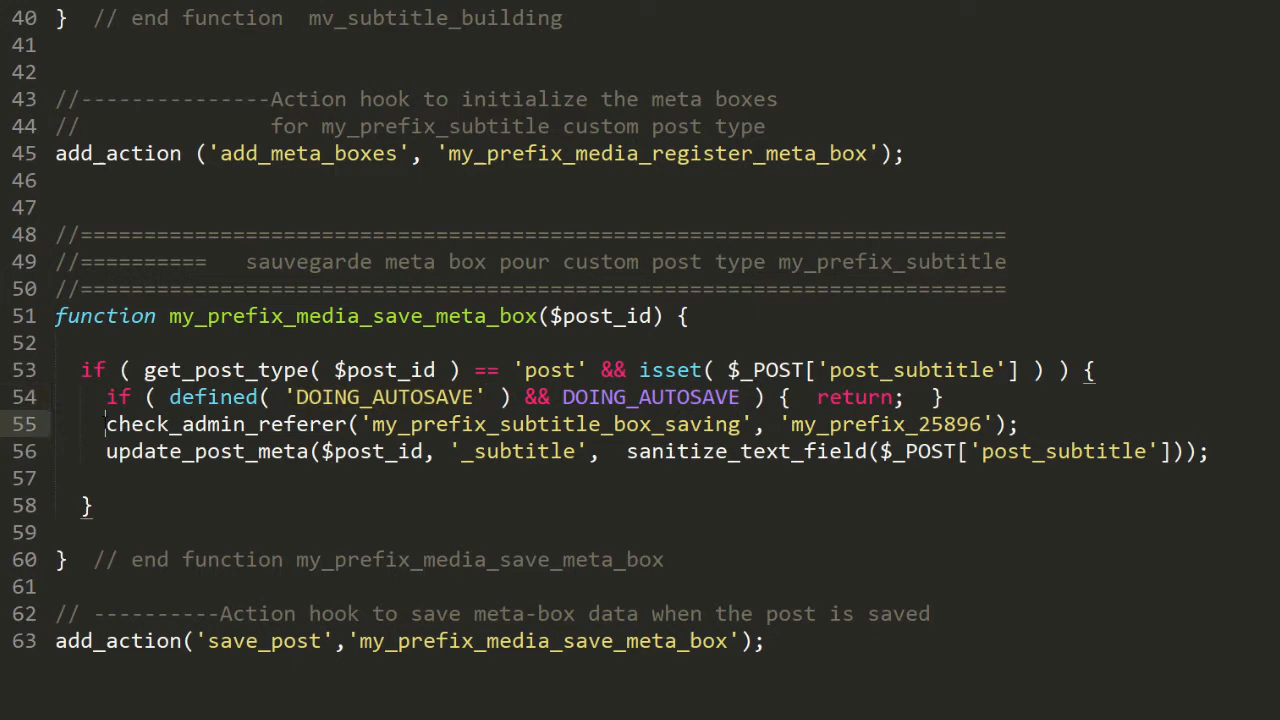 40 }  // end function  mv_subtitle_building
41
42
43 //---------------Action hook to initialize the meta boxes
44 //               for my_prefix_subtitle custom post type
45 add_action ('add_meta_boxes', 'my_prefix_media_register_meta_box');
46
47
48 //=========================================================================
49 //==========   sauvegarde meta box pour custom post type my_prefix_subtitle
50 //=========================================================================
51 function my_prefix_media_save_meta_box($post_id) {
52
53   if ( get_post_type( $post_id ) == 'post' && isset( $_POST['post_subtitle'] ) ) {
54     if ( defined( 'DOING_AUTOSAVE' ) && DOING_AUTOSAVE ) {  return;  }
55     check_admin_referer('my_prefix_subtitle_box_saving', 'my_prefix_25896');
56     update_post_meta($post_id, '_subtitle',  sanitize_text_field($_POST['post_subtitle']));
57
58   }
59
60 }  // end function my_prefix_media_save_meta_box
61
62 // ----------Action hook to save meta-box data when the post is saved
63 add_action('save_post','my_prefix_media_save_meta_box');